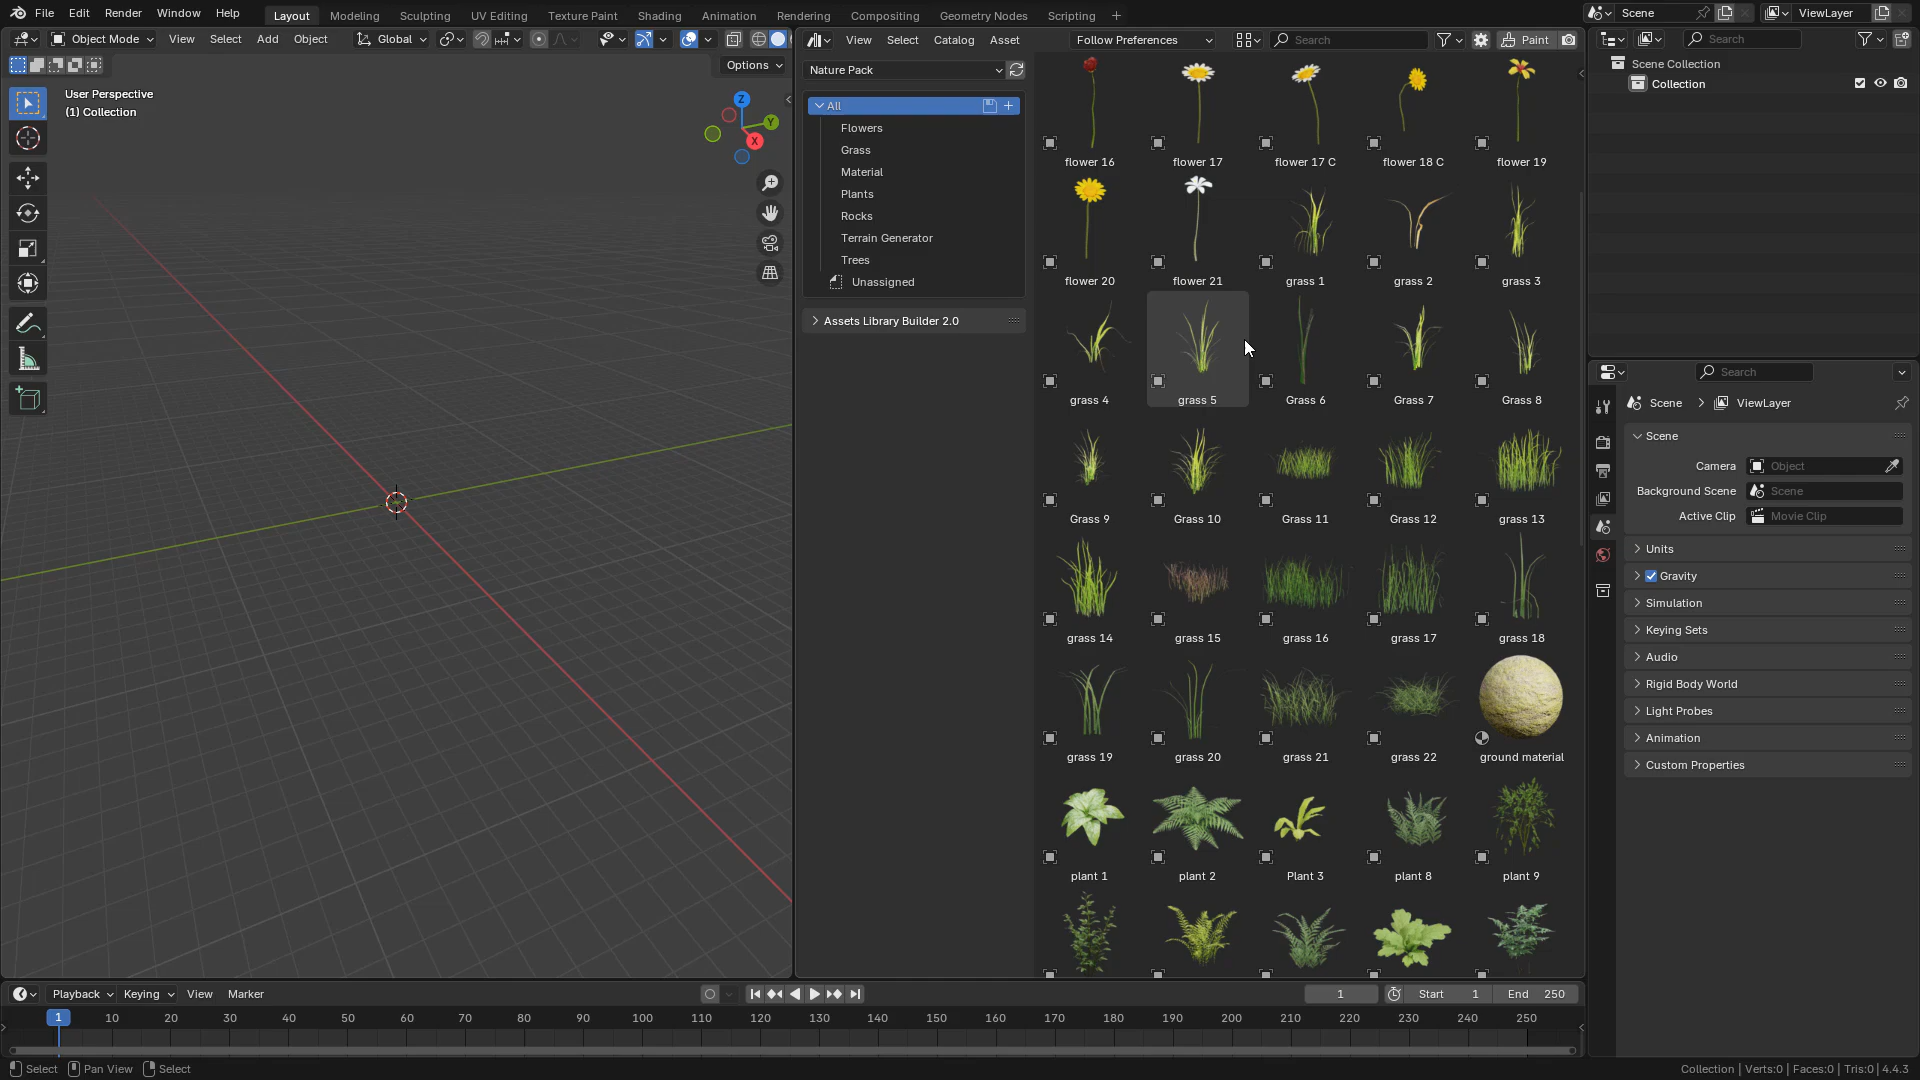 File Edit Render Window Help Layout Modeling Sculpting UV Editing Texture Paint Shading Animation Rendering Compositing Geometry Nodes Scripting + Scene ViewLayer
Object Mode View Select Add Object Global
Options
User Perspective
(1) Collection
Z
Y
X
View Select Catalog Asset Follow Preferences Search Paint
Nature Pack
All
Flowers
Grass
Material
Plants
Rocks
Terrain Generator
Trees
Unassigned
Assets Library Builder 2.0
flower 16 flower 17 flower 17 C flower 18 C flower 19
flower 20 flower 21 grass 1 grass 2 grass 3
grass 4 grass 5 Grass 6 Grass 7 Grass 8
Grass 9 Grass 10 Grass 11 Grass 12 grass 13
grass 14 grass 15 grass 16 grass 17 grass 18
grass 19 grass 20 grass 21 grass 22 ground material
plant 1 plant 2 Plant 3 plant 8 plant 9
Search
Scene Collection
Collection
Search
Scene ViewLayer
Scene
Camera Object
Background Scene Scene
Active Clip Movie Clip
Units
Gravity
Simulation
Keying Sets
Audio
Rigid Body World
Light Probes
Animation
Custom Properties
Playback Keying View Marker 1 Start 1 End 250
1 10 20 30 40 50 60 70 80 90 100 110 120 130 140 150 160 170 180 190 200 210 220 230 240 250
Select Pan View Select Collection | Verts:0 | Faces:0 | Tris:0 | 4.4.3